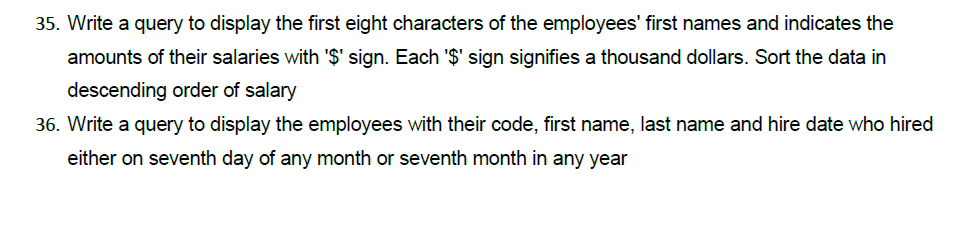 35. Write a query to display the first eight characters of the employees' first names and indicates the
amounts of their salaries with '$' sign. Each '$' sign signifies a thousand dollars. Sort the data in
descending order of salary
36. Write a query to display the employees with their code, first name, last name and hire date who hired
either on seventh day of any month or seventh month in any year